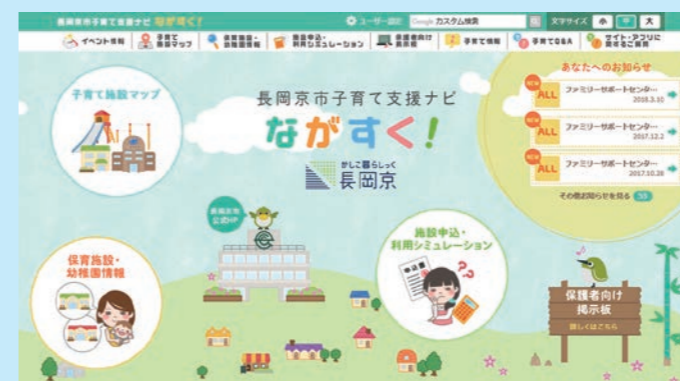 長岡京市子育て支援ナビ ながすく!
ユーザー設定
Google カスタム検索
文字サイズ 小 中 大
イベント情報
子育て
施設マップ
保育施設・
幼稚園情報
施設申込・
利用シミュレーション
保護者向け
掲示板
子育て情報
子育てQ&A
サイト・アプリに
関するご質問
子育て施設マップ
長岡京市子育て支援ナビ
ながすく!
かしこ暮らしっく
長岡京
あなたへのお知らせ
NEW
ALL
ファミリーサポートセンタ…
2018.3.10
NEW
ALL
ファミリーサポートセンタ…
2017.12.2
NEW
ALL
ファミリーサポートセンタ…
2017.10.28
その他お知らせを見る
長岡京市
公式HP
保育施設・
幼稚園情報
施設申込・
利用シミュレーション
申込書
??
保護者向け
掲示板
詳しくはこちら